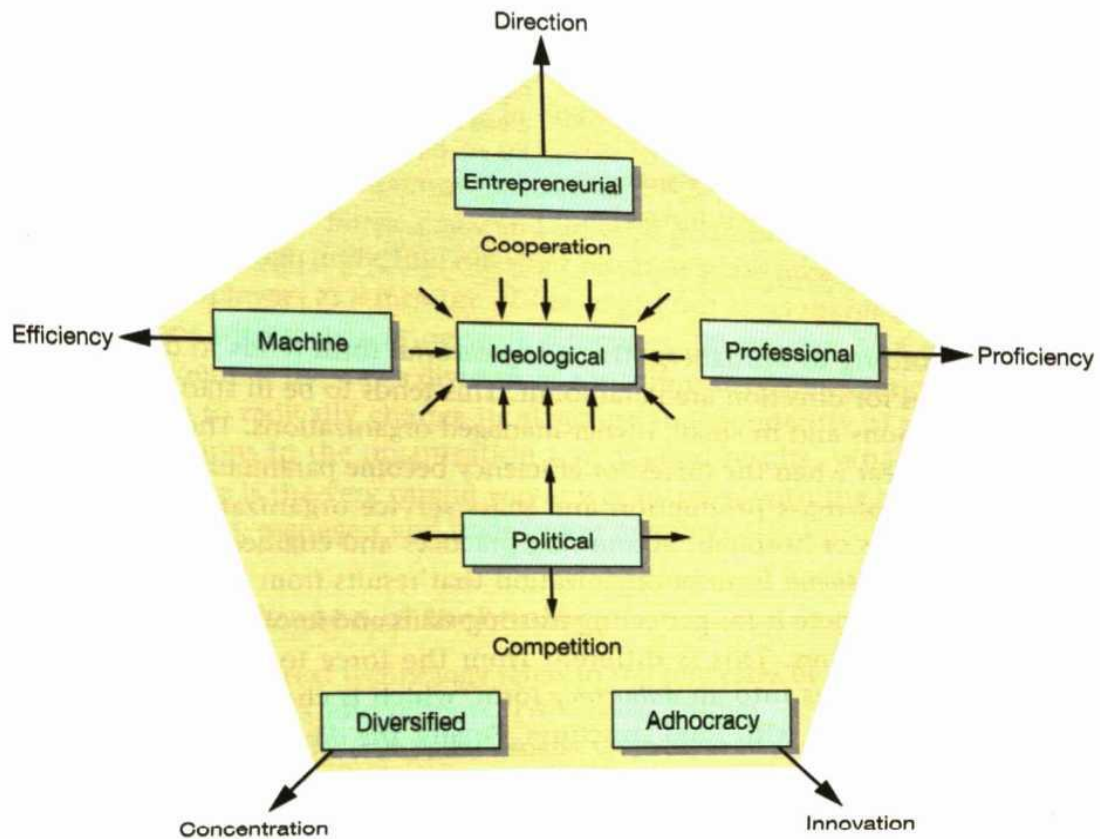 Direction
Entrepreneurial
Cooperation
Efficiency
Machine
Ideological
Professional
Proficiency
Political
Competition
Diversified
Adhocracy
Concentration
Innovation